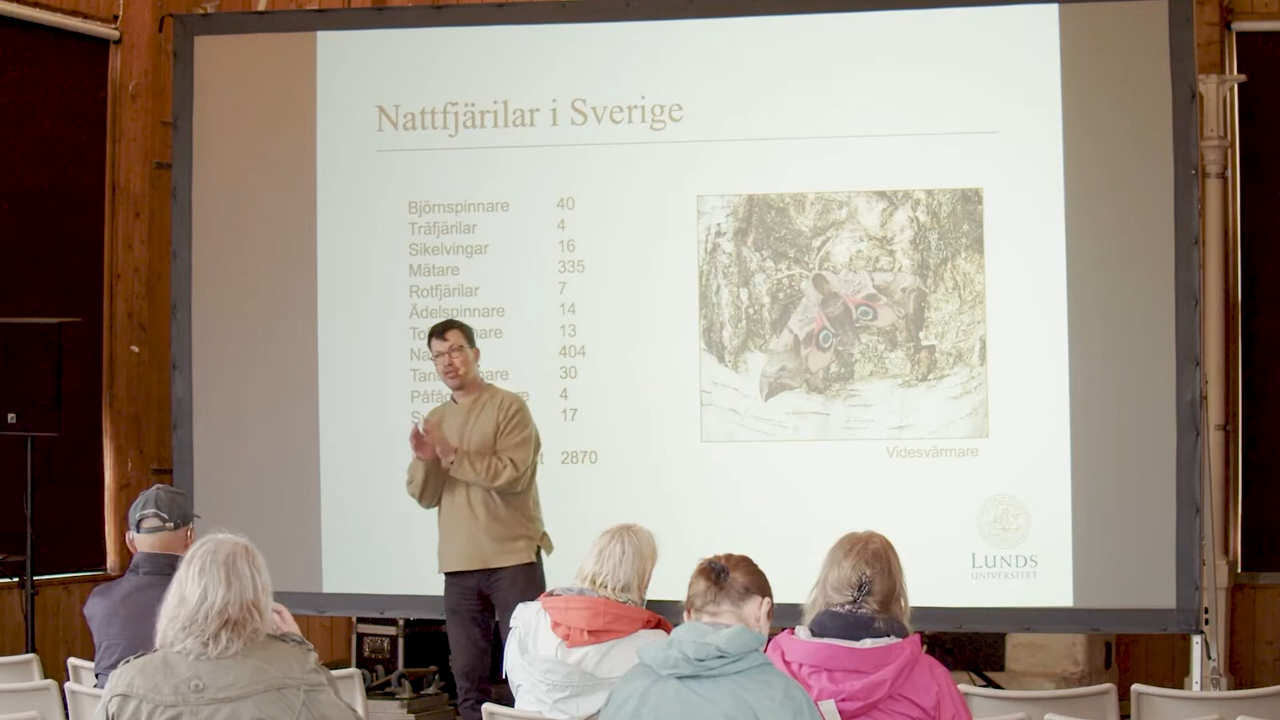 Nattfjärilar i Sverige
Björnspinnare 40
Träfjärilar 4
Sikelvingar 16
Mätare 335
Rotfjärilar 7
Ädelspinnare 14
13
404
30
4
17
2870
Videsvärmare
LUNDS
UNIVERSITET